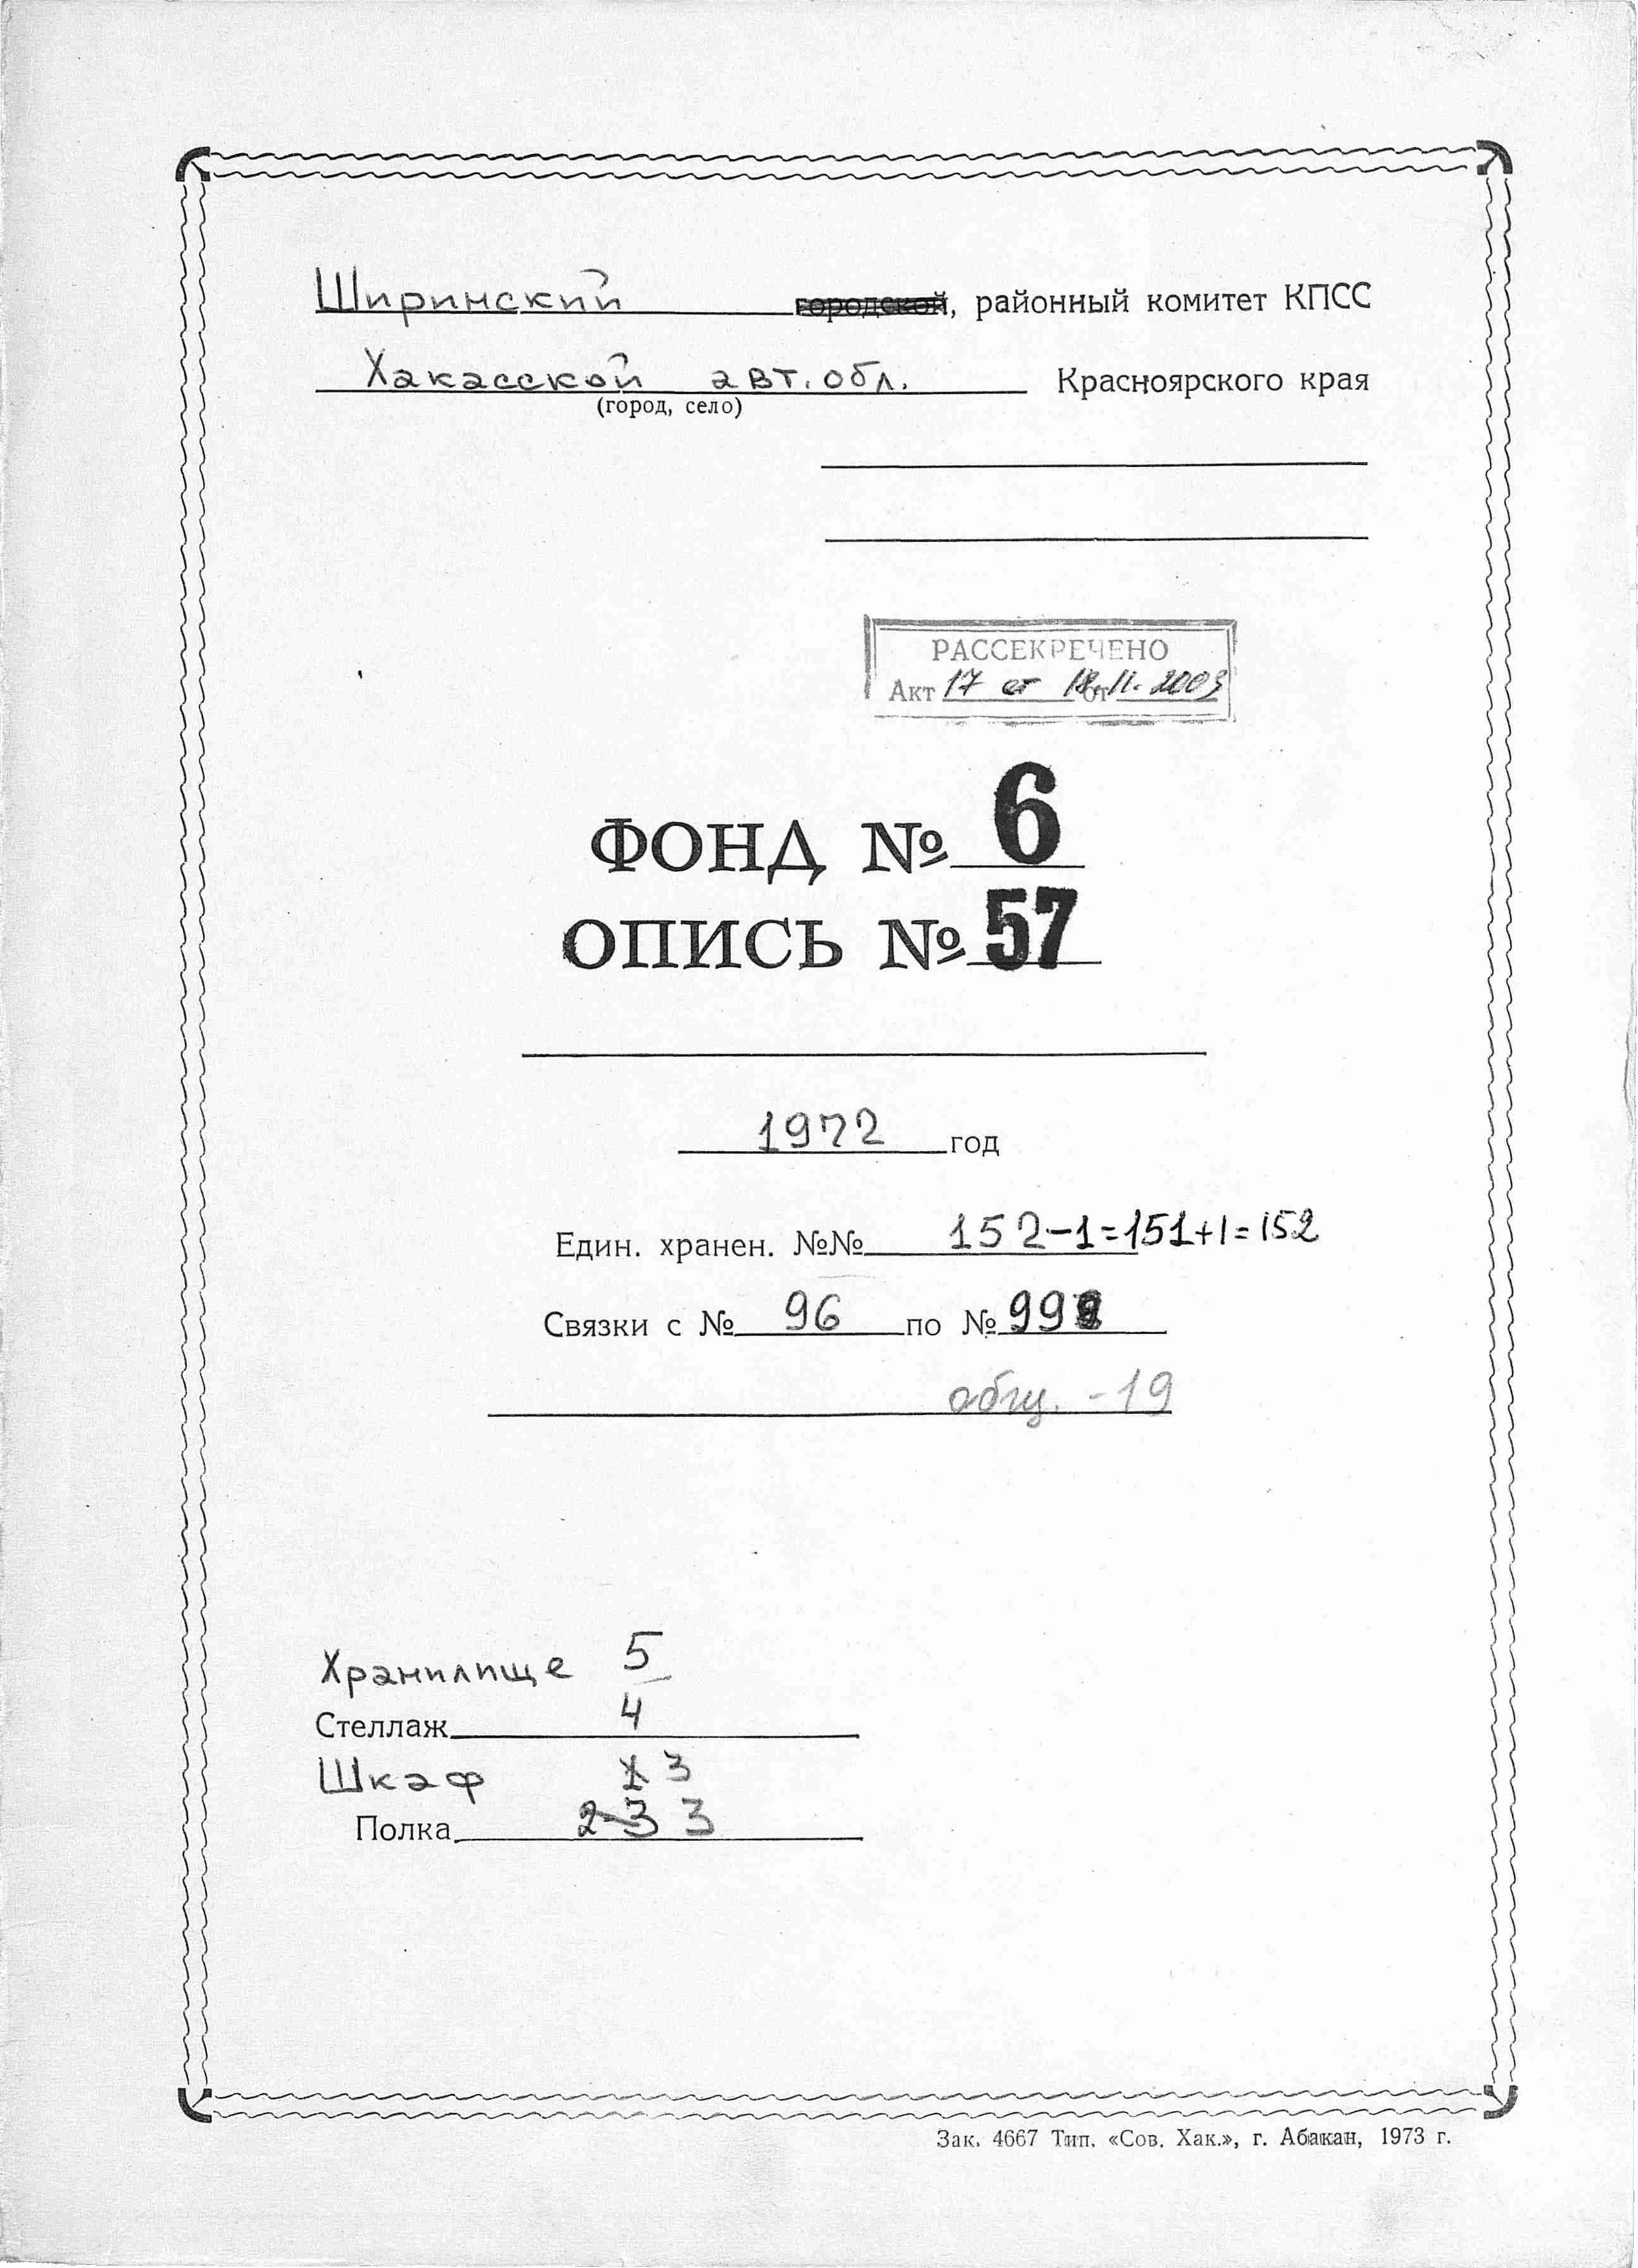 Ширинский городской, районный комитет КПСС
Хакасской авт. обл. Красноярского края
(город, село)
РАССЕКРЕЧЕНО
Акт 17 от 18.11.2003
ФОНД № 6
ОПИСЬ № 57
1972 год
Един. хранен. №№ 152-1=151+1=152
Связки с № 96 по № 99
абзц. - 19
Хранилище 5
Стеллаж 4
Шкаф 3
Полка 2-3 3
Зак. 4667 Тип. «Сов. Хак.», г. Абакан, 1973 г.